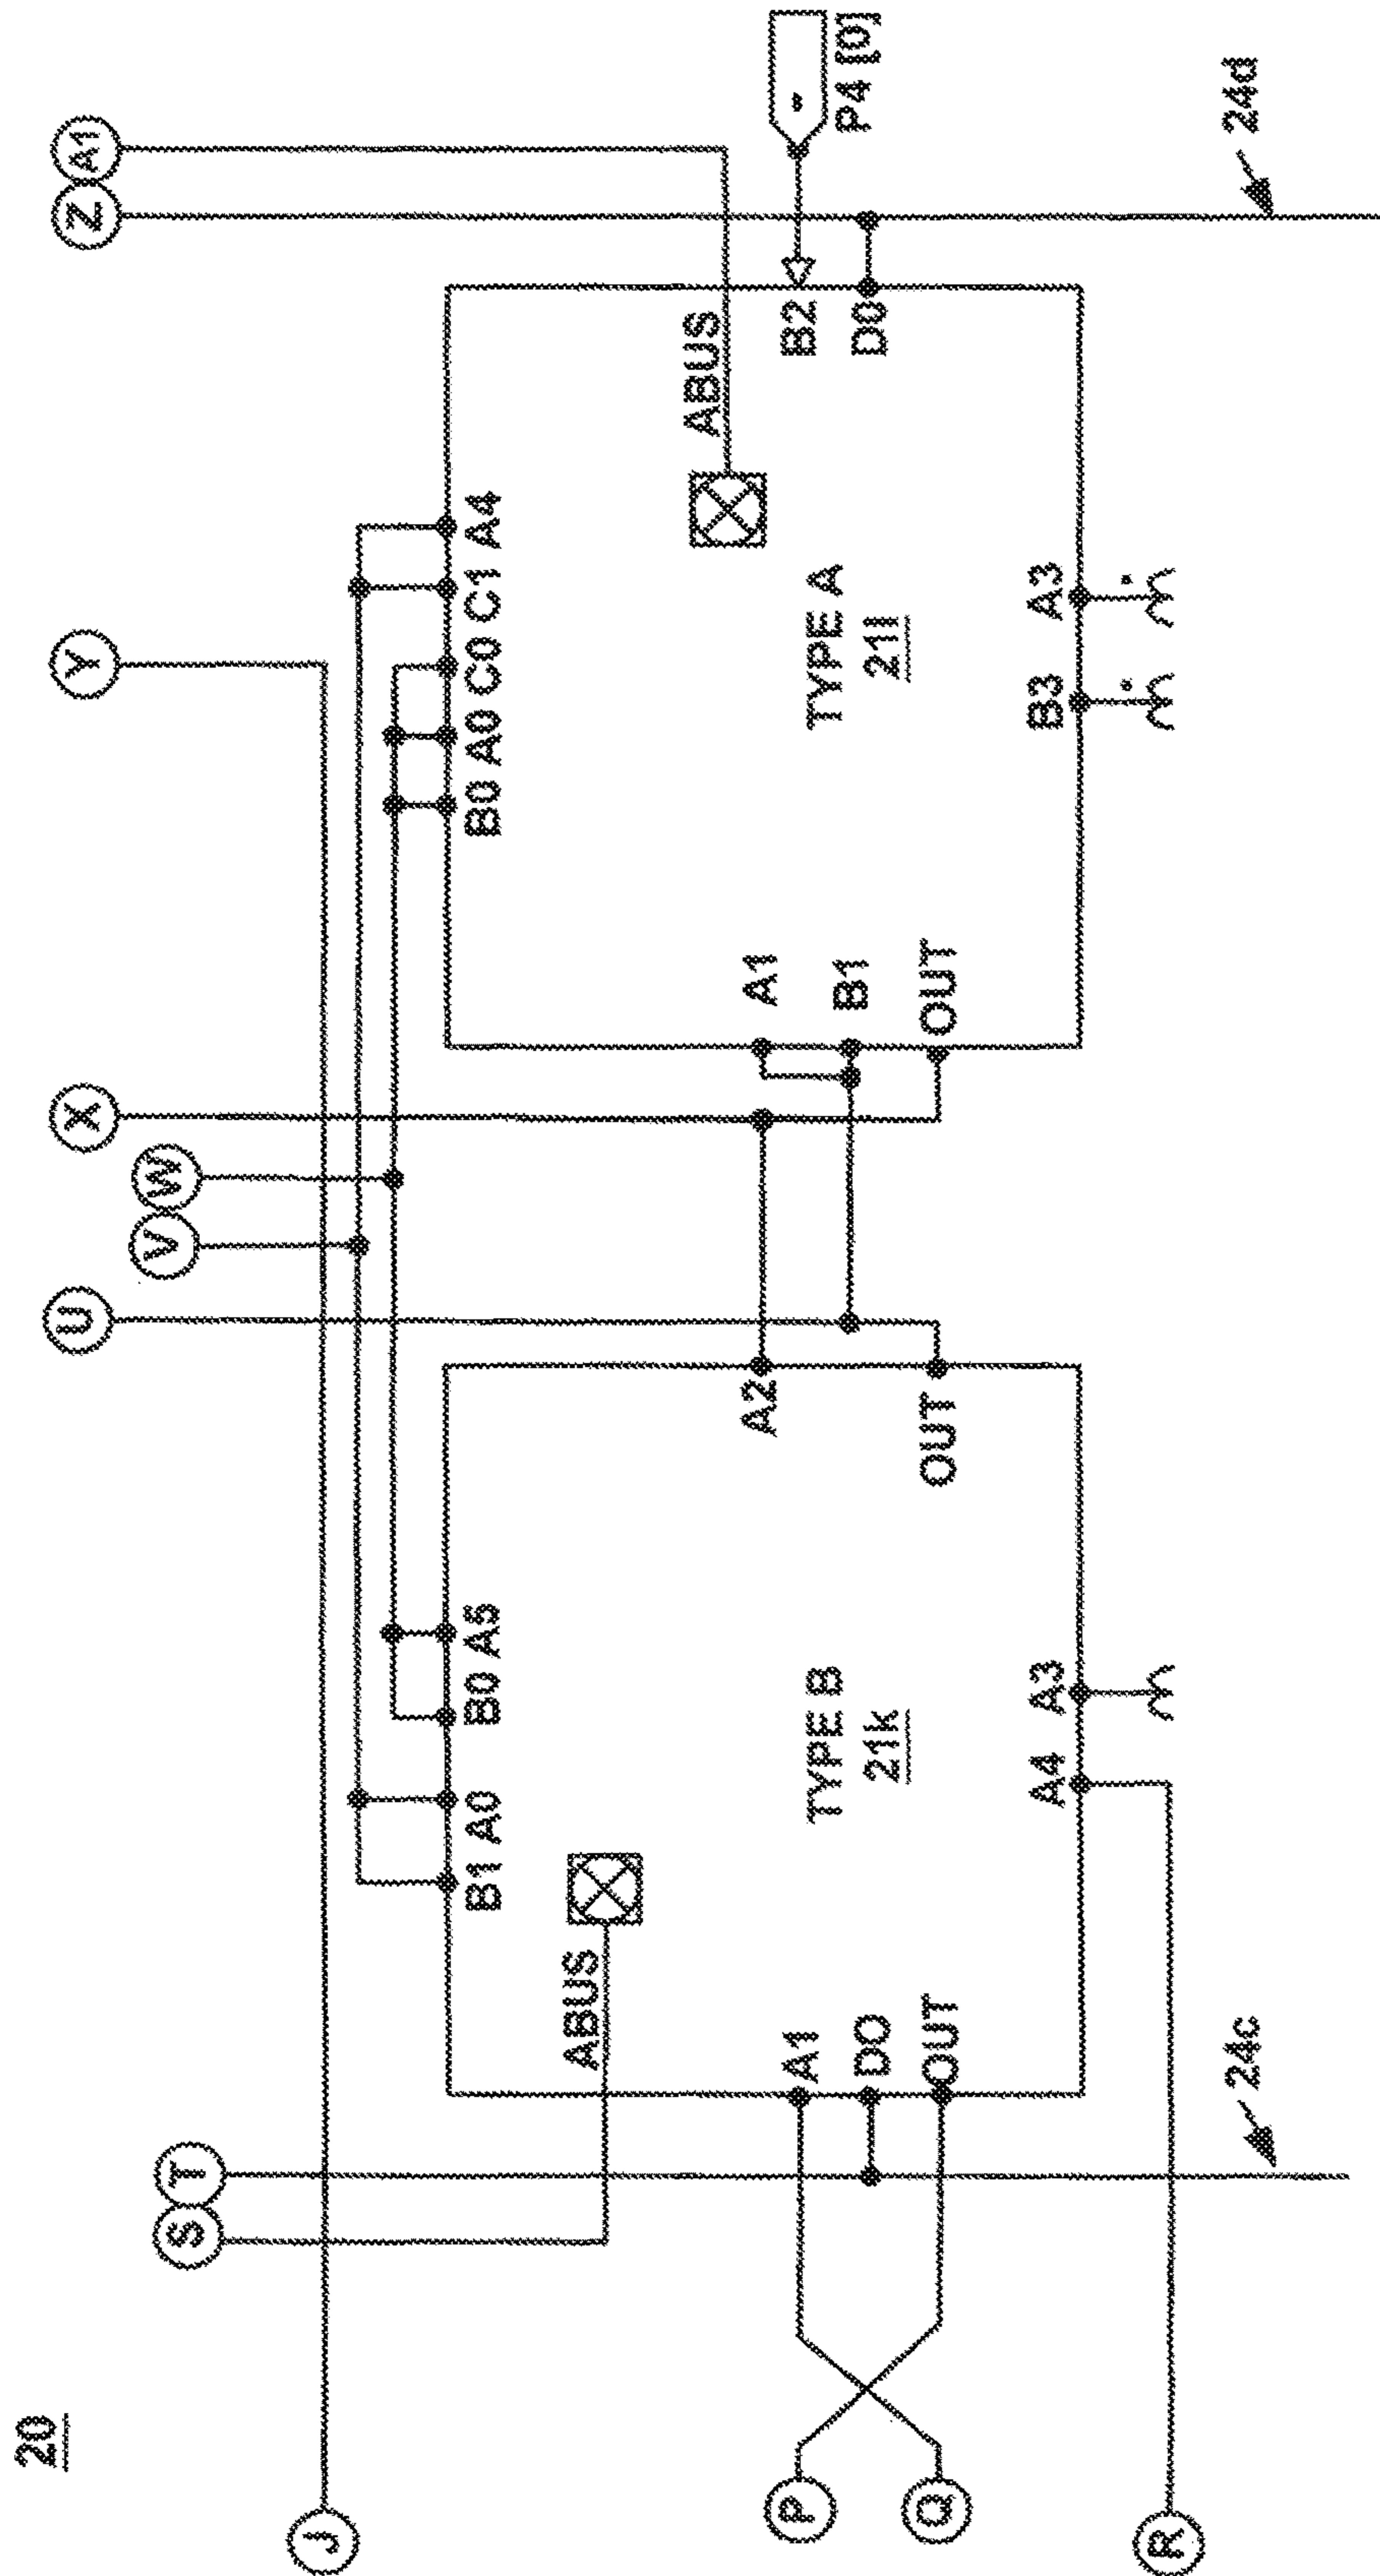 20
S T
U
V W
X
Y
Z A1
J
B1 A0
B0 A5
B0 A0 C0 C1 A4
ABUS
ABUS
A2
A1
P4 [0]
A1
DO
OUT
P
Q
TYPE B
21k
OUT
B1
OUT
TYPE A
21l
B2
D0
A4 A3
B3 A3
R
24c
24d